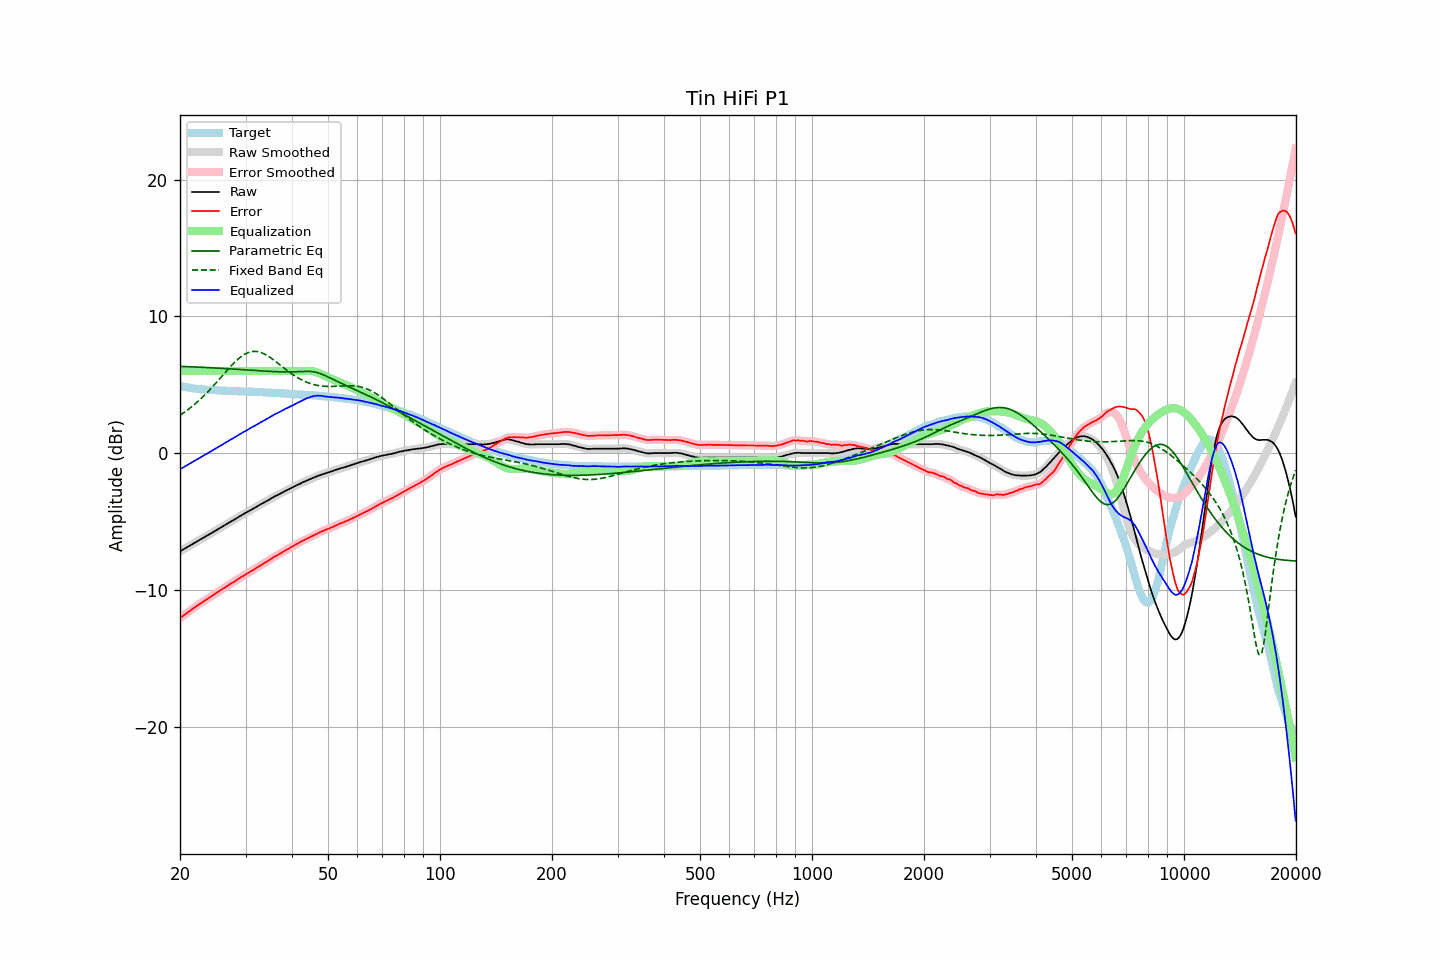 Tin HiFi P1
Target
Raw Smoothed
Error Smoothed
Raw
Error
Equalization
Parametric Eq
Fixed Band Eq
Equalized
Amplitude (dBr)
20
10
0
−10
−20
20
50
100
200
500
1000
2000
5000
10000
20000
Frequency (Hz)